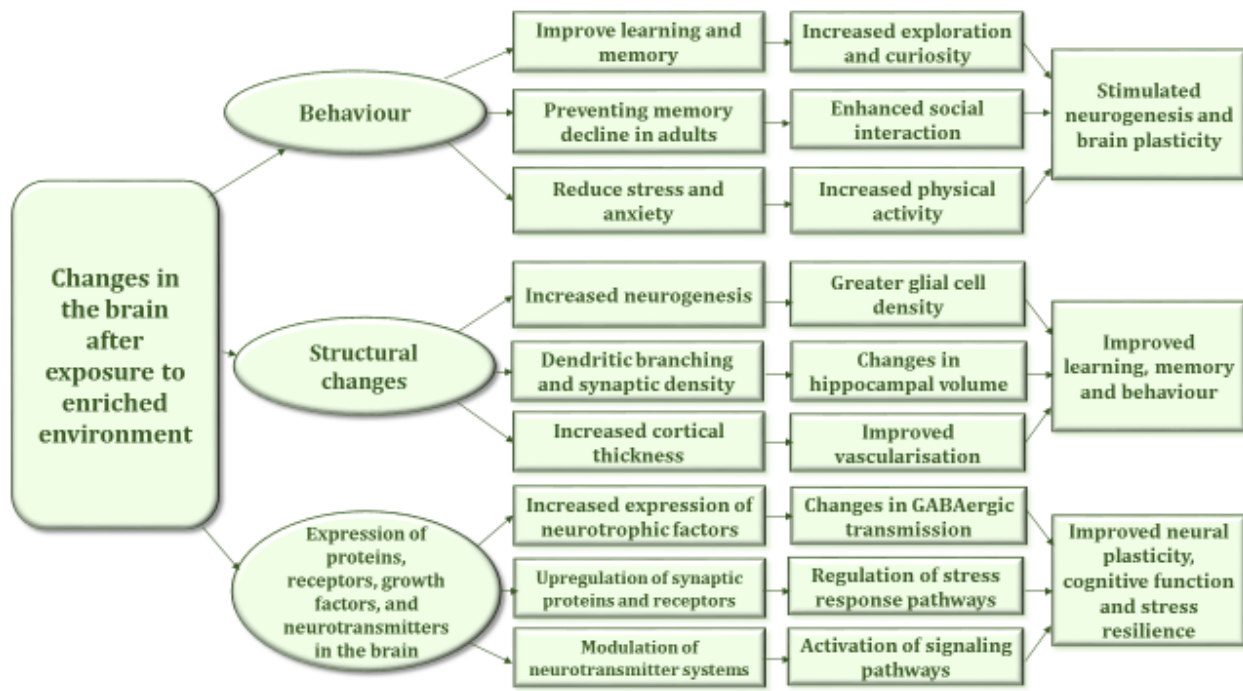 Changes in
the brain
after
exposure to
enriched
environment
Behaviour
Improve learning and
memory
Increased exploration
and curiosity
Preventing memory
decline in adults
Enhanced social
interaction
Reduce stress and
anxiety
Increased physical
activity
Stimulated
neurogenesis and
brain plasticity
Structural
changes
Increased neurogenesis
Greater glial cell
density
Dendritic branching
and synaptic density
Changes in
hippocampal volume
Increased cortical
thickness
Improved
vascularisation
Improved
learning, memory
and behaviour
Expression of
proteins,
receptors, growth
factors, and
neurotransmitters
in the brain
Increased expression of
neurotrophic factors
Changes in GABAergic
transmission
Upregulation of synaptic
proteins and receptors
Regulation of stress
response pathways
Modulation of
neurotransmitter systems
Activation of signaling
pathways
Improved neural
plasticity,
cognitive function
and stress
resilience